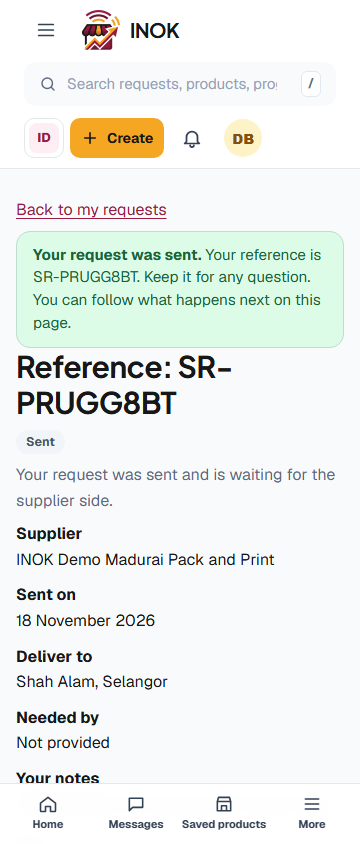 INOK
Search requests, products, pro
/
ID
Create
DB
Back to my requests
Your request was sent. Your reference is
SR-PRUGG8BT. Keep it for any question.
You can follow what happens next on this
page.
Reference: SR-
PRUGG8BT
Sent
Your request was sent and is waiting for the
supplier side.
Supplier
INOK Demo Madurai Pack and Print
Sent on
18 November 2026
Deliver to
Shah Alam, Selangor
Needed by
Not provided
Your notes
Home
Messages
Saved products
More